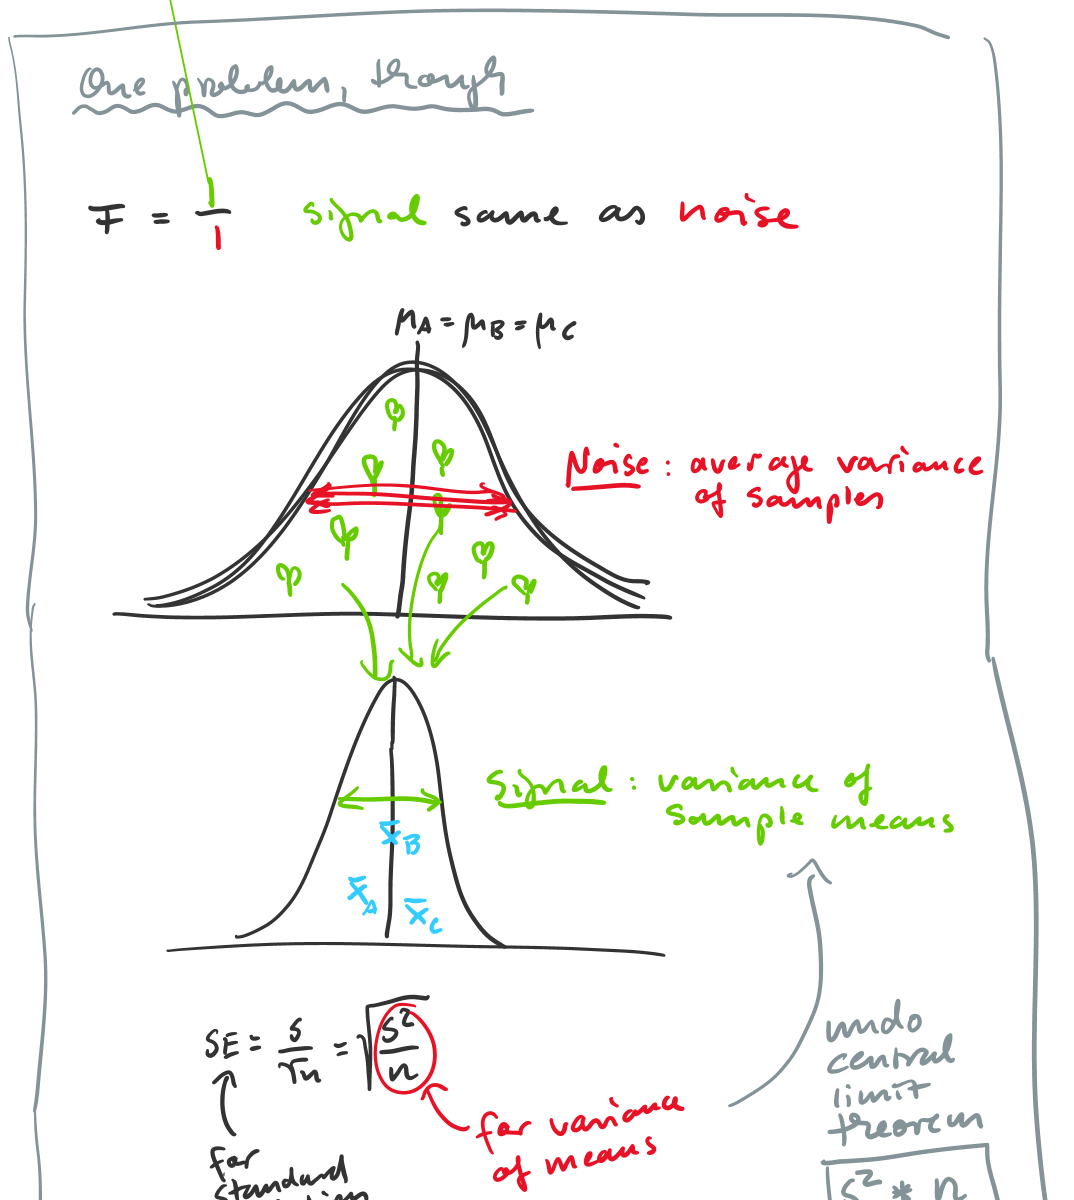 One problem, though
F = 1/1 signal same as noise
μA = μB = μC
Noise : average variance
of samples
Signal : variance of
sample means
x̄B
x̄A x̄C
SE = s/√n = √(s²/n)
undo
central
limit
theorem
for variance
of means
for
standard
s² * n